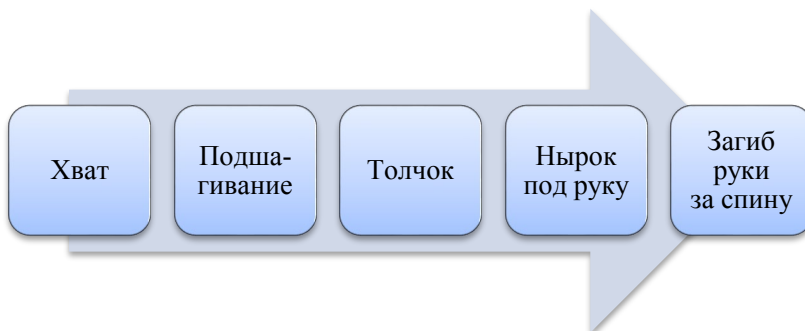 Хват
Подша-
гивание
Толчок
Нырок
под руку
Загиб
руки
за спину